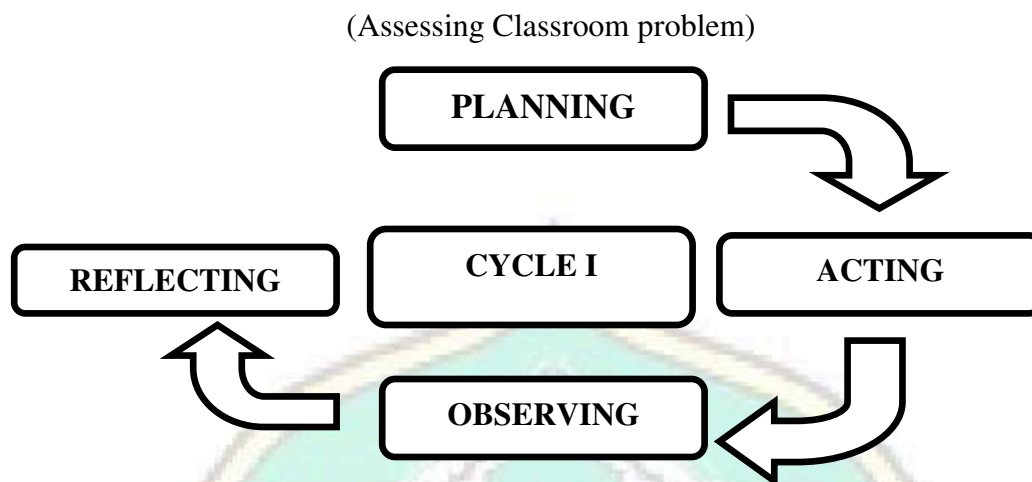 (Assessing Classroom problem)
PLANNING
REFLECTING
CYCLE I
ACTING
OBSERVING